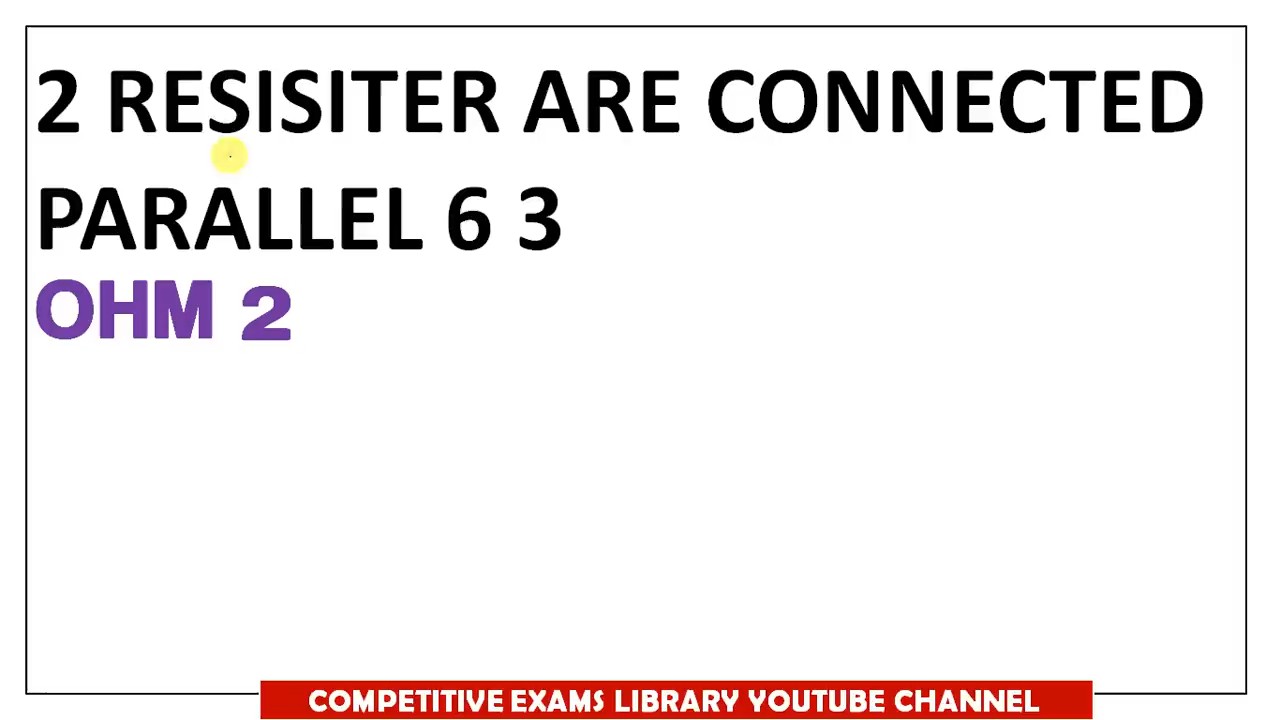 2 RESISITER ARE CONNECTED
PARALLEL 6 3
OHM 2
COMPETITIVE EXAMS LIBRARY YOUTUBE CHANNEL